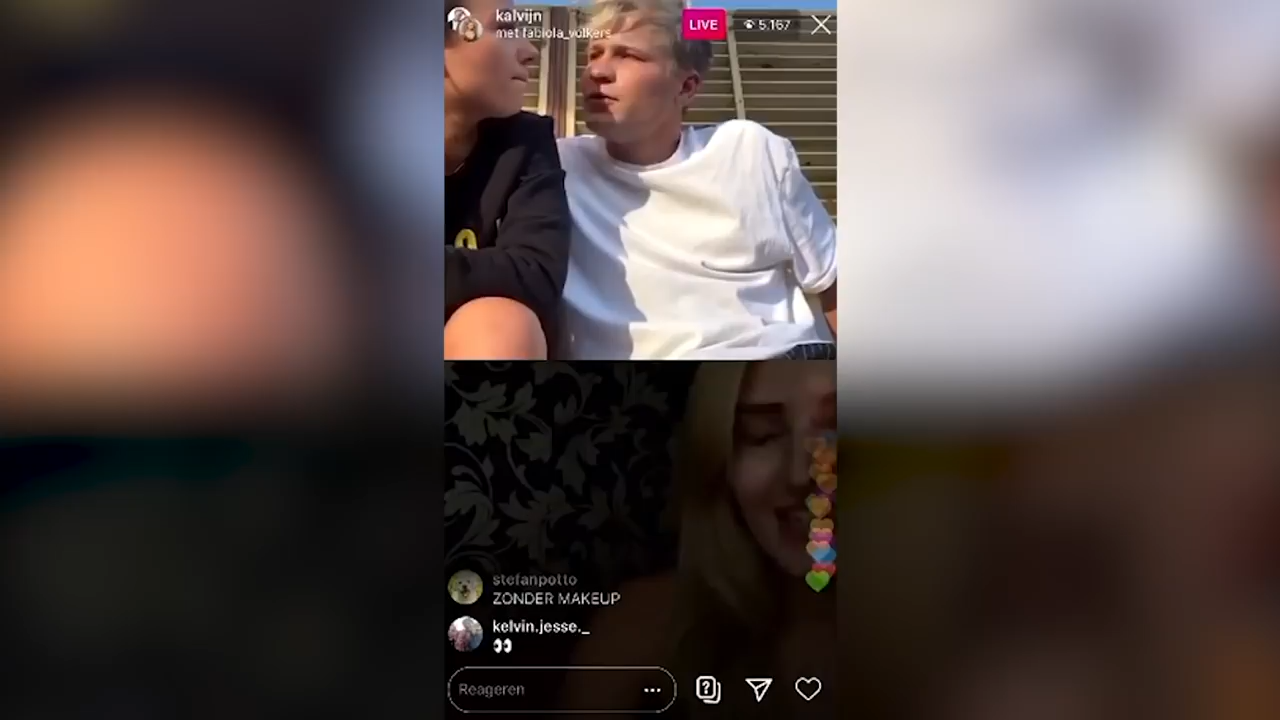 kalvijn
met fabiola_volkers
LIVE
5.167
stefanpotto
ZONDER MAKEUP
kelvin.jesse._
Reageren